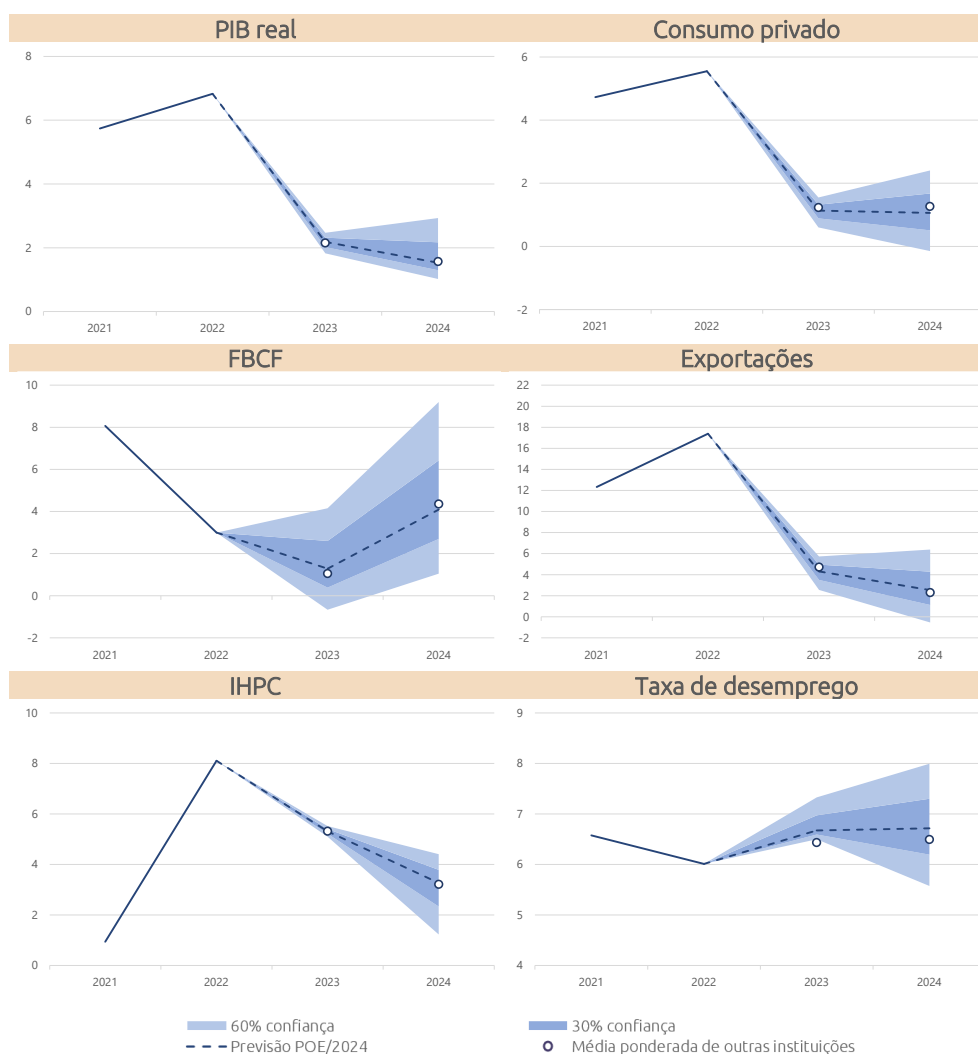 PIB real
8
6
4
2
0
2021 2022 2023 2024
Consumo privado
6
4
2
0
-2
2021 2022 2023 2024
FBCF
10
8
6
4
2
0
-2
2021 2022 2023 2024
Exportações
22
20
18
16
14
12
10
8
6
4
2
0
-2
2021 2022 2023 2024
IHPC
10
8
6
4
2
0
2021 2022 2023 2024
Taxa de desemprego
9
8
7
6
5
4
2021 2022 2023 2024
60% confiança
30% confiança
Previsão POE/2024
Média ponderada de outras instituições